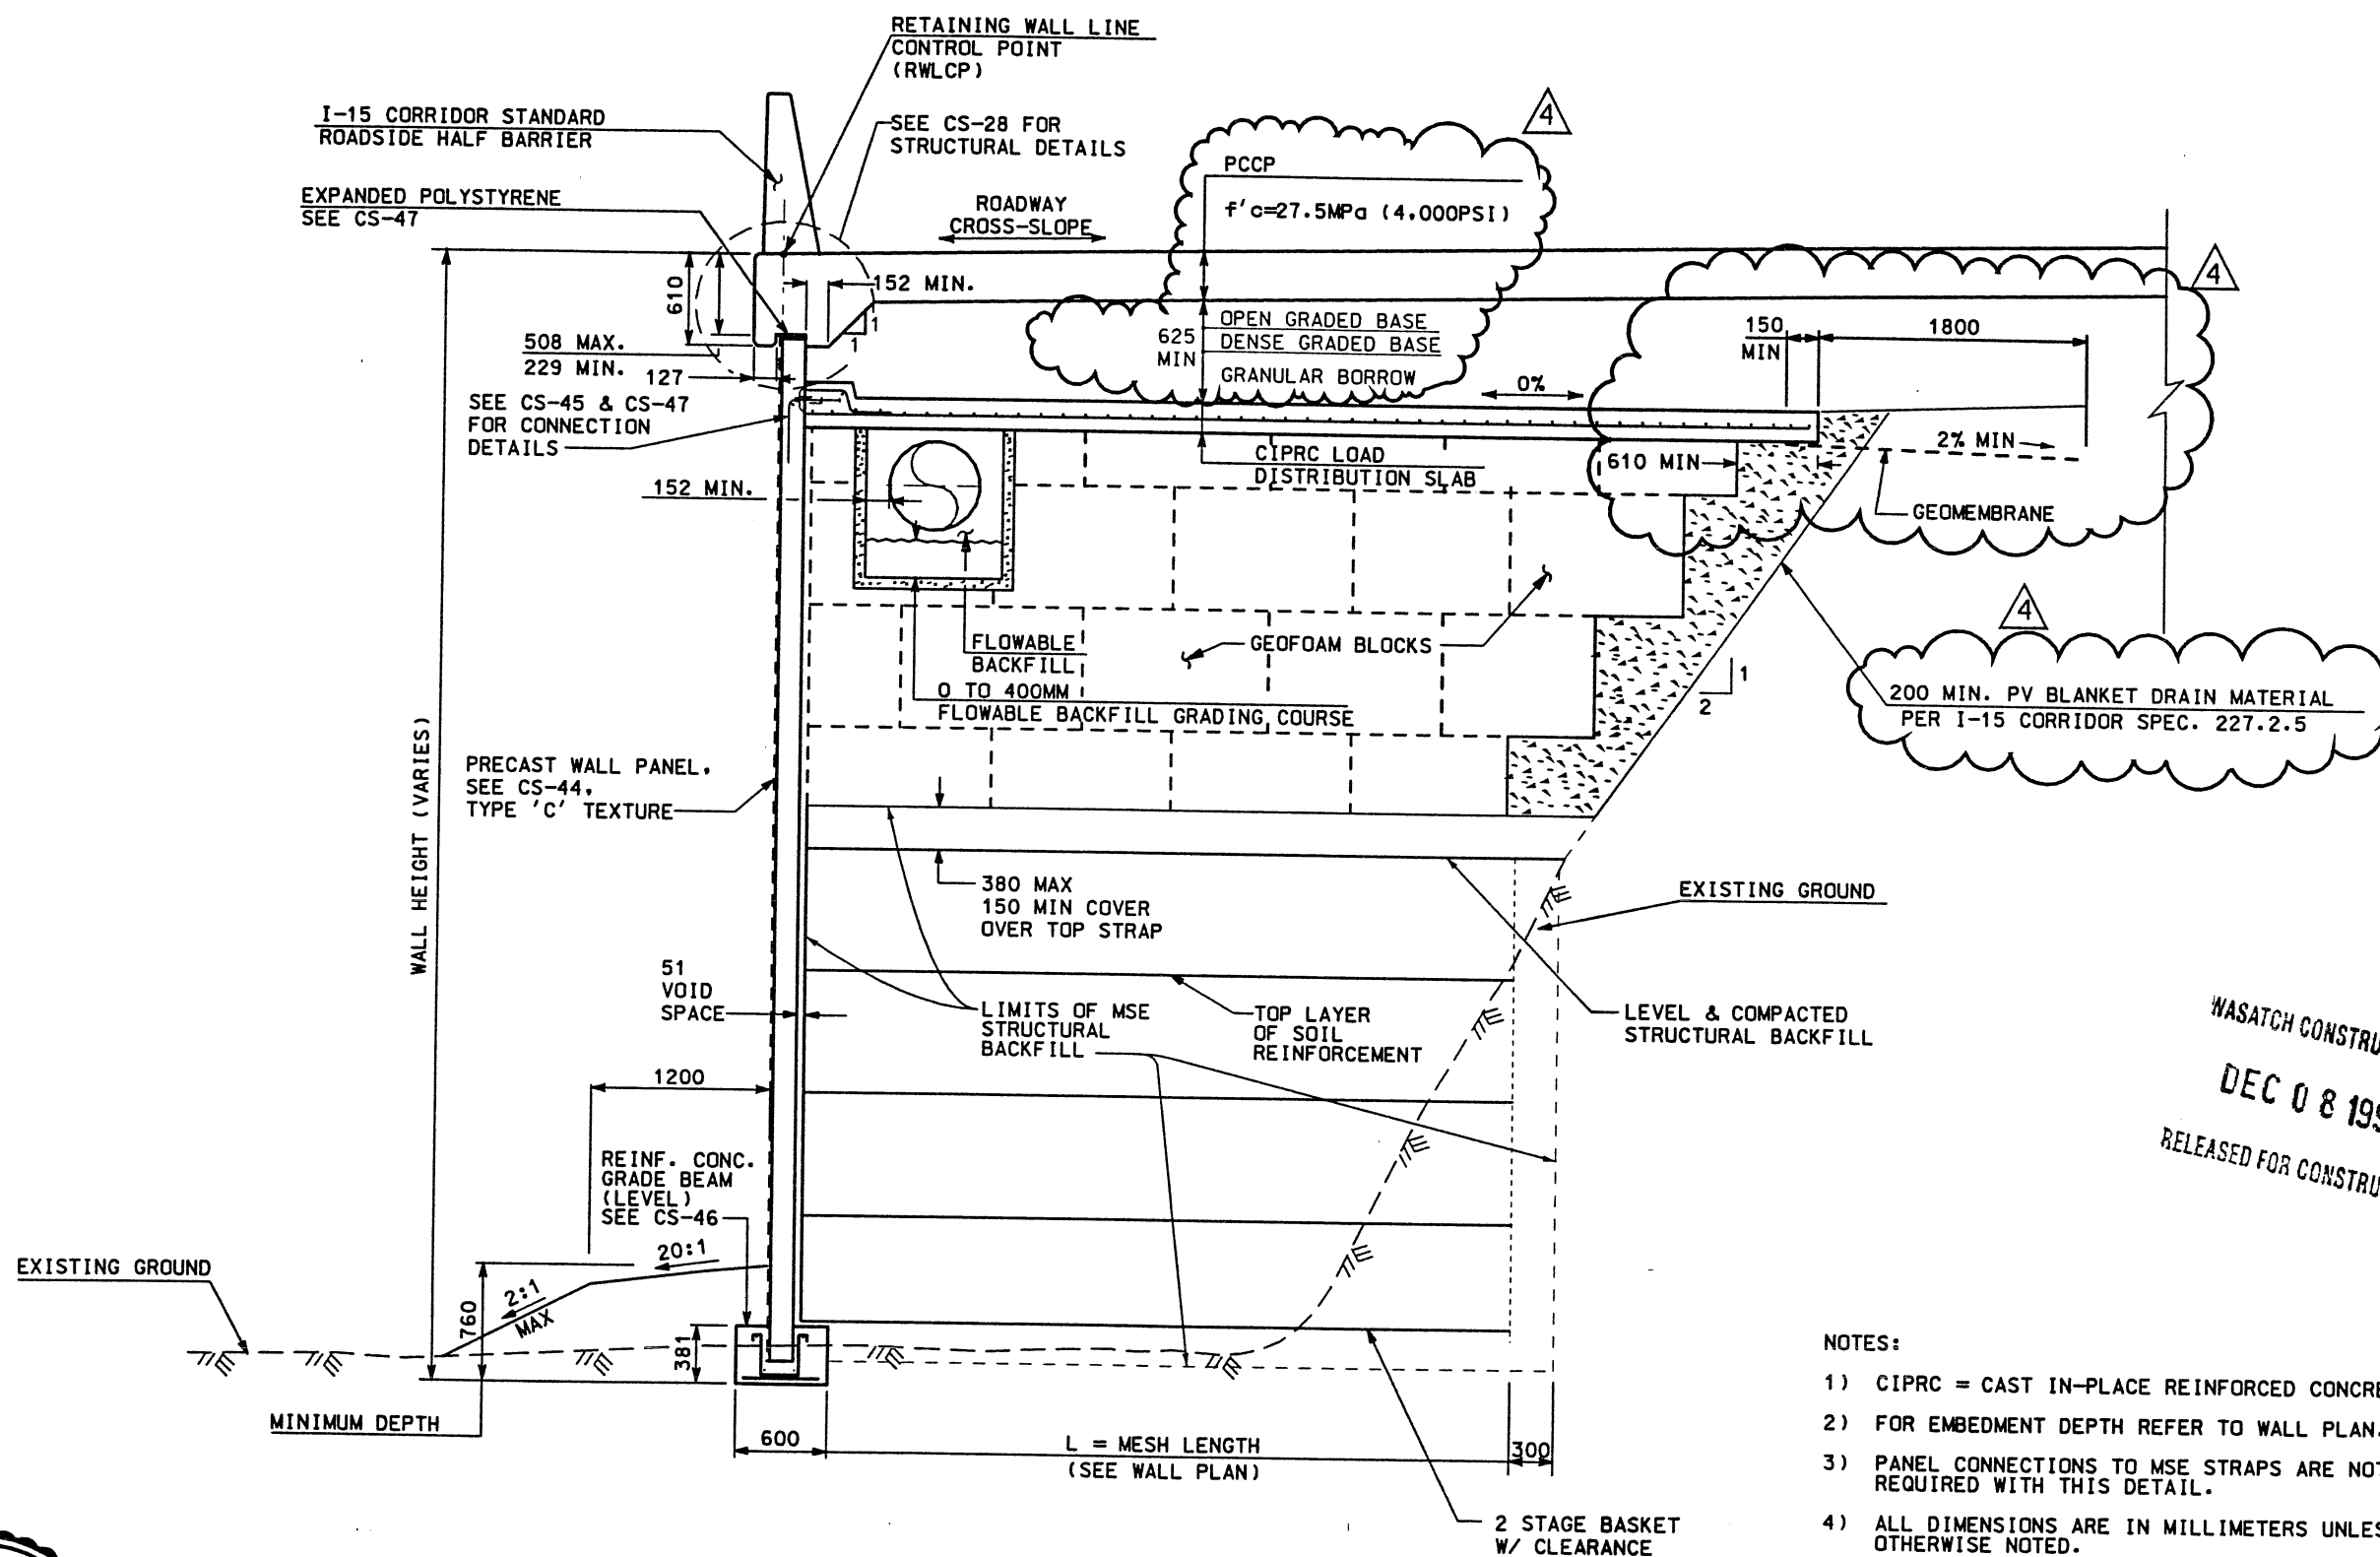 RETAINING WALL LINE
CONTROL POINT
(RWLCP)
I-15 CORRIDOR STANDARD
ROADSIDE HALF BARRIER
SEE CS-28 FOR
STRUCTURAL DETAILS
EXPANDED POLYSTYRENE
SEE CS-47
ROADWAY
CROSS-SLOPE
4
PCCP
f'c=27.5MPa (4,000PSI)
4
610
152 MIN.
1
1
508 MAX.
229 MIN.
127
625
MIN
OPEN GRADED BASE
DENSE GRADED BASE
GRANULAR BORROW
0%
150
MIN
1800
SEE CS-45 & CS-47
FOR CONNECTION
DETAILS
152 MIN.
CIPRC LOAD
DISTRIBUTION SLAB
610 MIN
2% MIN
GEOMEMBRANE
FLOWABLE
BACKFILL
GEOFOAM BLOCKS
0 TO 400MM
FLOWABLE BACKFILL GRADING COURSE
1
2
4
200 MIN. PV BLANKET DRAIN MATERIAL
PER I-15 CORRIDOR SPEC. 227.2.5
WALL HEIGHT (VARIES)
PRECAST WALL PANEL,
SEE CS-44,
TYPE 'C' TEXTURE
380 MAX
150 MIN COVER
OVER TOP STRAP
EXISTING GROUND
51
VOID
SPACE
LIMITS OF MSE
STRUCTURAL
BACKFILL
TOP LAYER
OF SOIL
REINFORCEMENT
LEVEL & COMPACTED
STRUCTURAL BACKFILL
WASATCH CONSTRU
DEC 08 199
RELEASED FOR CONSTRU
1200
REINF. CONC.
GRADE BEAM
(LEVEL)
SEE CS-46
EXISTING GROUND
20:1
2:1
MAX
760
381
MINIMUM DEPTH
600
L = MESH LENGTH
(SEE WALL PLAN)
300
2 STAGE BASKET
W/ CLEARANCE
NOTES:
1) CIPRC = CAST IN-PLACE REINFORCED CONCRE
2) FOR EMBEDMENT DEPTH REFER TO WALL PLAN.
3) PANEL CONNECTIONS TO MSE STRAPS ARE NOT
REQUIRED WITH THIS DETAIL.
4) ALL DIMENSIONS ARE IN MILLIMETERS UNLES
OTHERWISE NOTED.